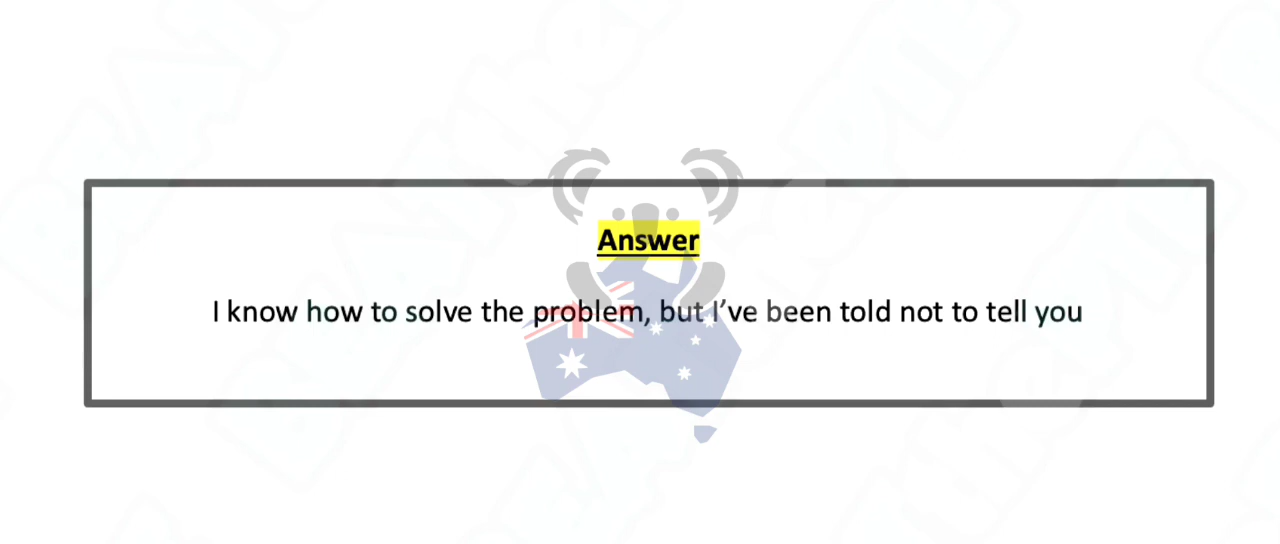 Answer
I know how to solve the problem, but I've been told not to tell you